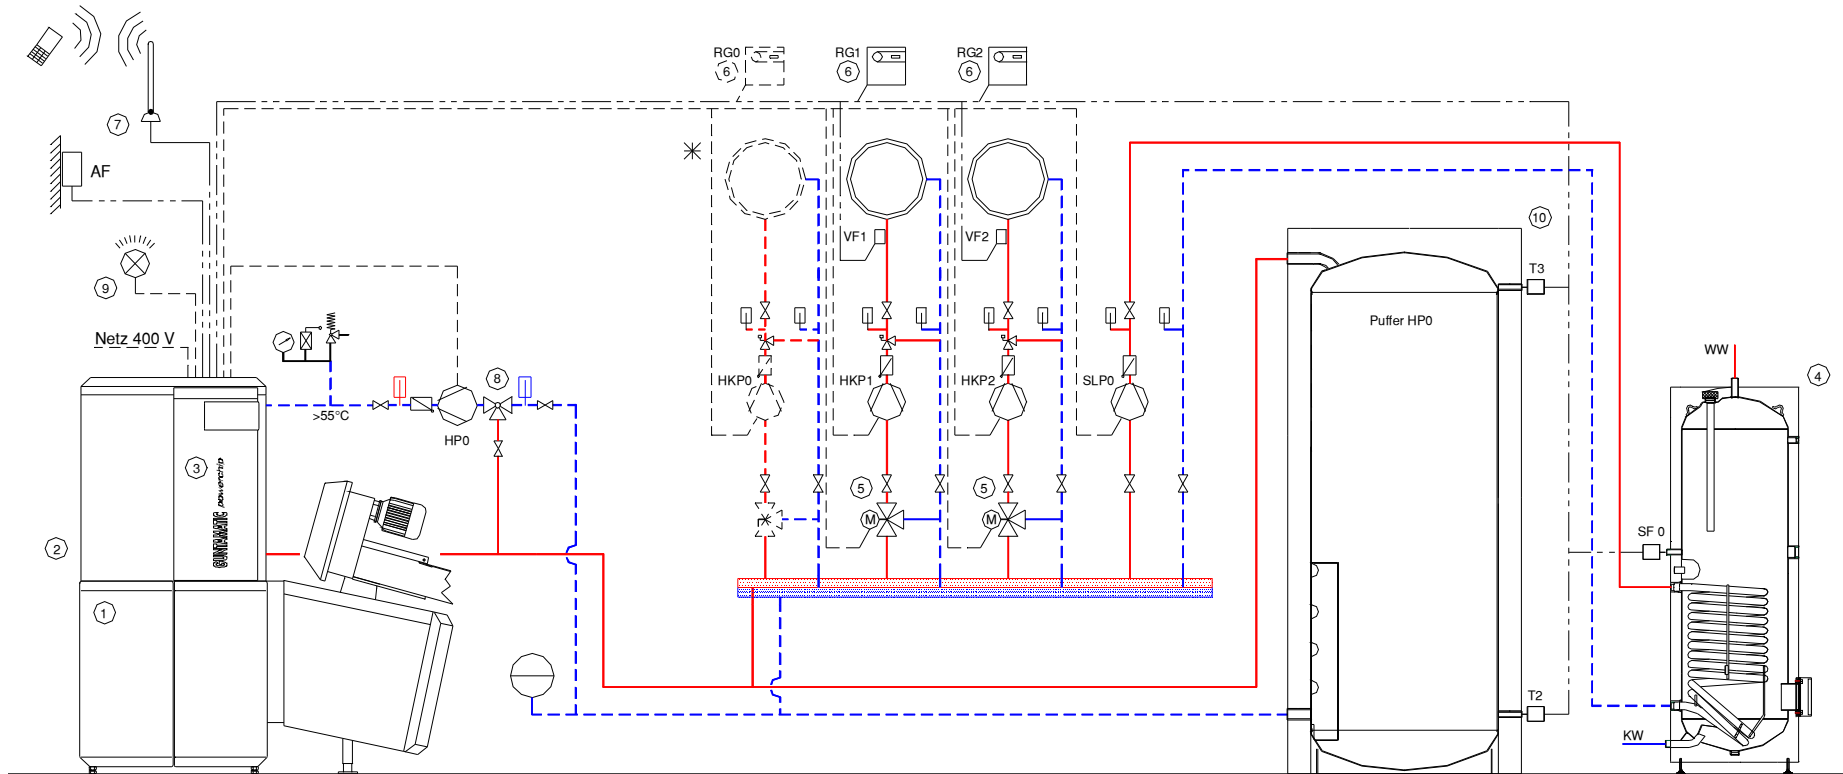 RG0
6
RG1
6
RG2
6
7
AF
9
Netz 400 V
>55°C
HP0
8
VF1
VF2
HKP0
HKP1
HKP2
SLP0
5
M
5
M
3
GUNTAMATIC powerchip
2
1
10
T3
Puffer HP0
T2
WW
4
SF 0
KW